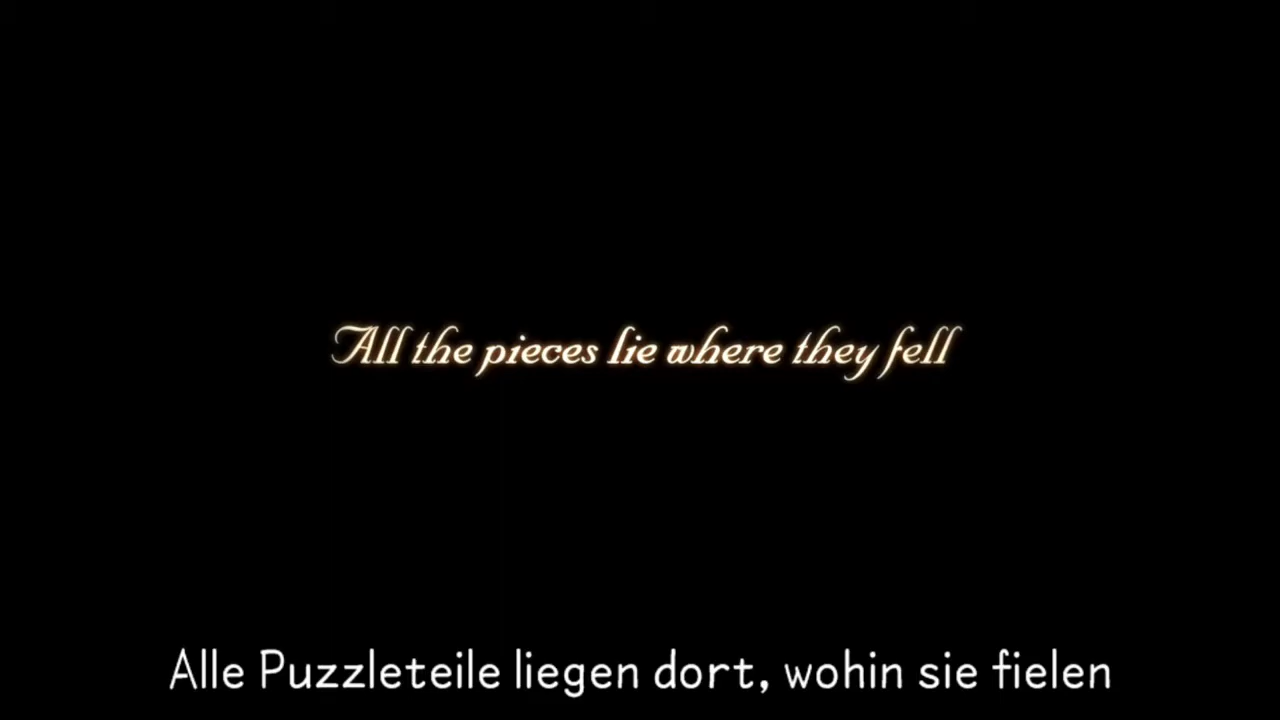 All the pieces lie where they fell
Alle Puzzleteile liegen dort, wohin sie fielen